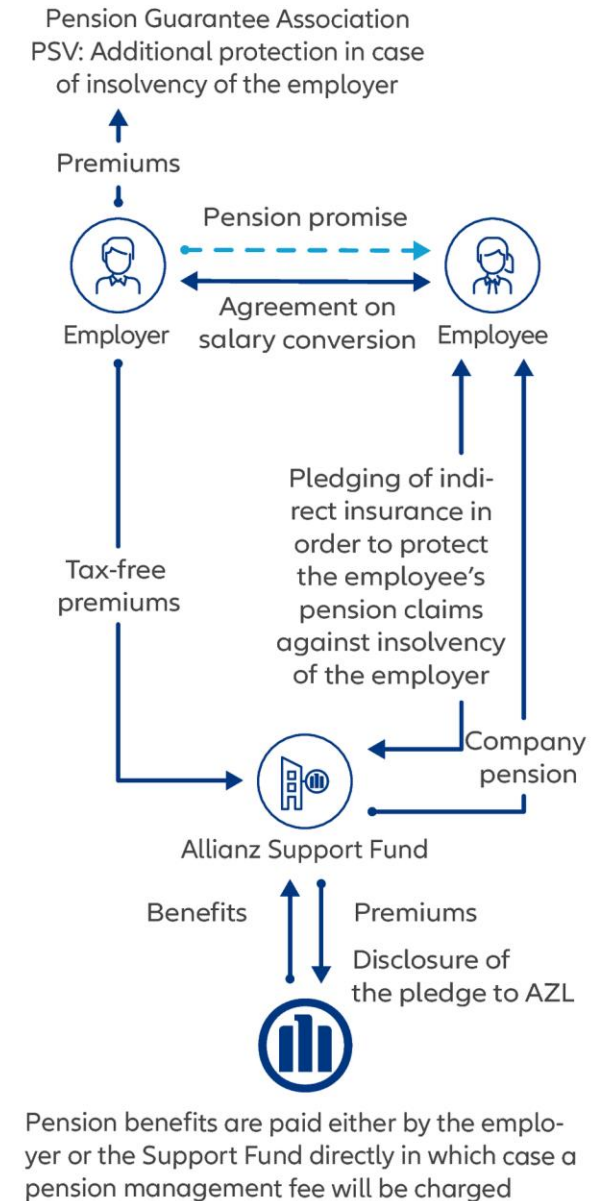 Pension Guarantee Association
PSV: Additional protection in case
of insolvency of the employer
Premiums
Pension promise
Agreement on
salary conversion
Employer
Employee
Pledging of indi-
rect insurance in
order to protect
the employee's
pension claims
against insolvency
of the employer
Tax-free
premiums
Company
pension
Allianz Support Fund
Benefits
Premiums
Disclosure of
the pledge to AZL
Pension benefits are paid either by the emplo-
yer or the Support Fund directly in which case a
pension management fee will be charged